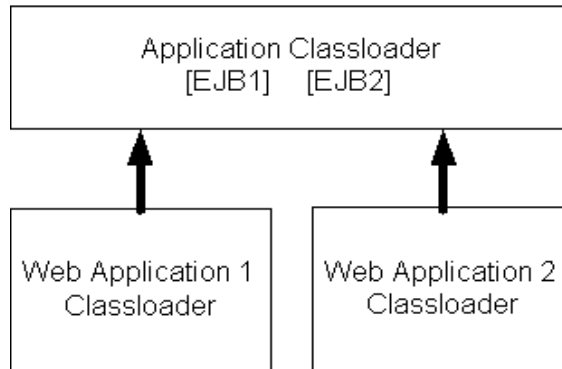 Application Classloader
[EJB1] [EJB2]
Web Application 1
Classloader
Web Application 2
Classloader